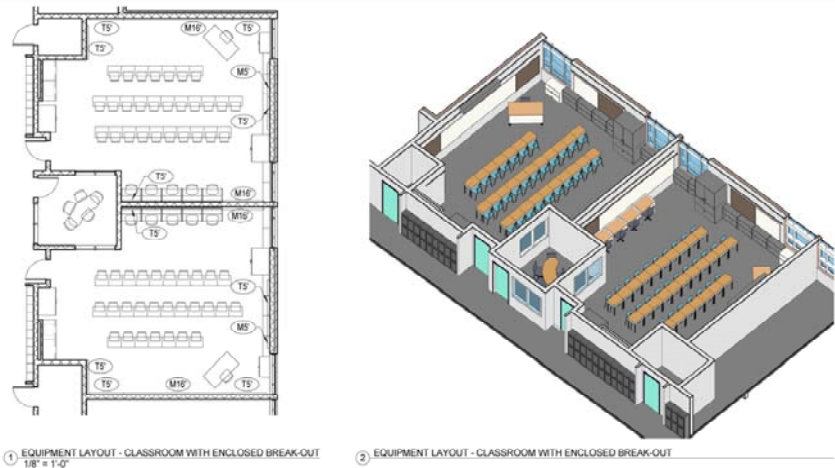 T5' M16' T5'
T5'
M5'
T5'
T5'
M16'
M16'
T5'
T5'
M5'
T5'
T5' M16' T5'
1 EQUIPMENT LAYOUT - CLASSROOM WITH ENCLOSED BREAK-OUT
1/8" = 1'-0"
2 EQUIPMENT LAYOUT - CLASSROOM WITH ENCLOSED BREAK-OUT